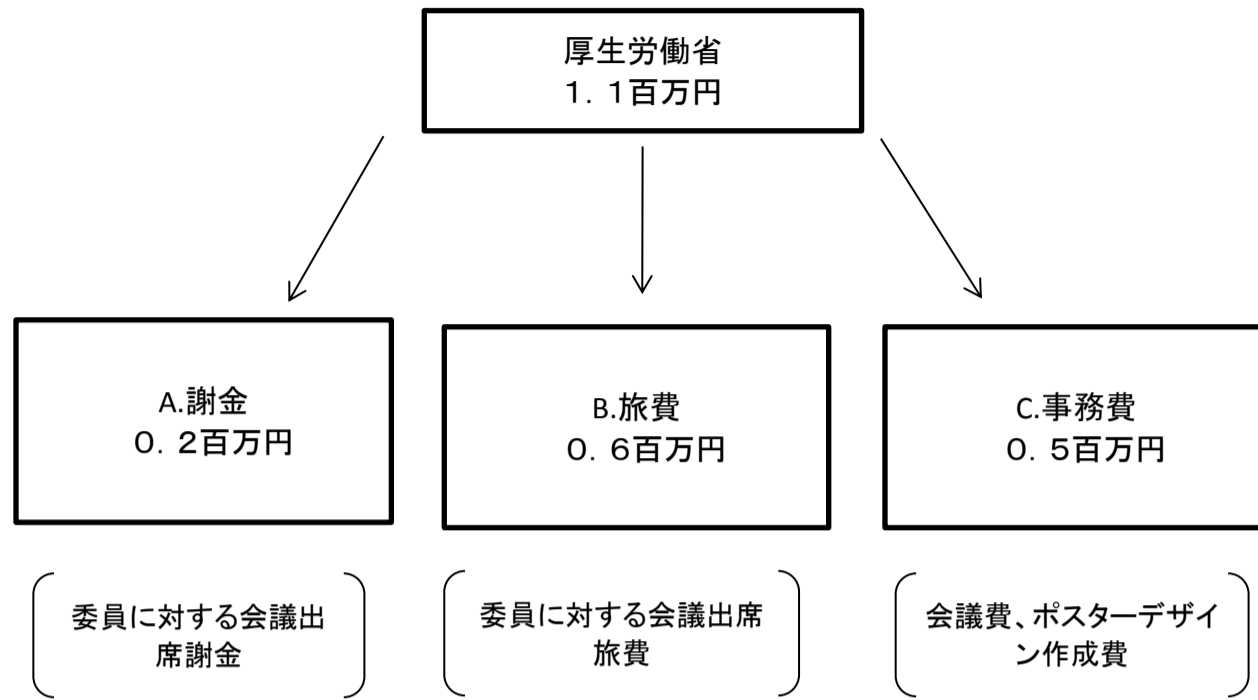 厚生労働省
１．１百万円
A.謝金
０．２百万円
B.旅費
０．６百万円
C.事務費
０．５百万円
委員に対する会議出
席謝金
委員に対する会議出席
旅費
会議費、ポスターデザイ
ン作成費